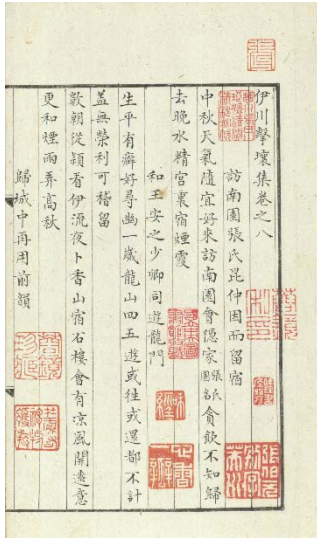 伊川擊壤集卷之八
訪南園張氏昆仲因而留宿
中秋天氣隨宜好來訪南園會隱家張氏園名貪飲不知歸
去晚水精宮裏宿煙霞
和王安之少卿同遊龍門
生平有癖好尋幽一歲龍山四五遊或往或還都不計
蓋無榮利可稽留
數朝從潁看伊流夜卜香山宿石樓會有涼風開遠意
更和煙雨弄高秋
歸城中再用前韻